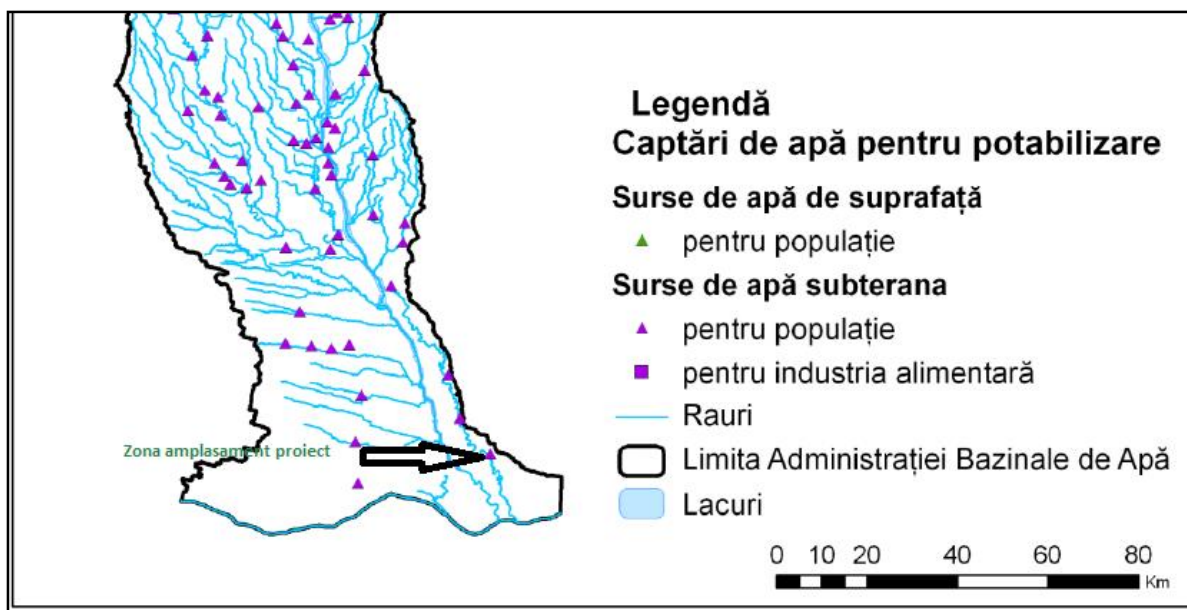 Legendă
Captări de apă pentru potabilizare
Surse de apă de suprafață
pentru populație
Surse de apă subterana
pentru populație
pentru industria alimentară
Rauri
Zona amplasament proiect
Limita Administrației Bazinale de Apă
Lacuri
0 10 20 40 60 80
Km